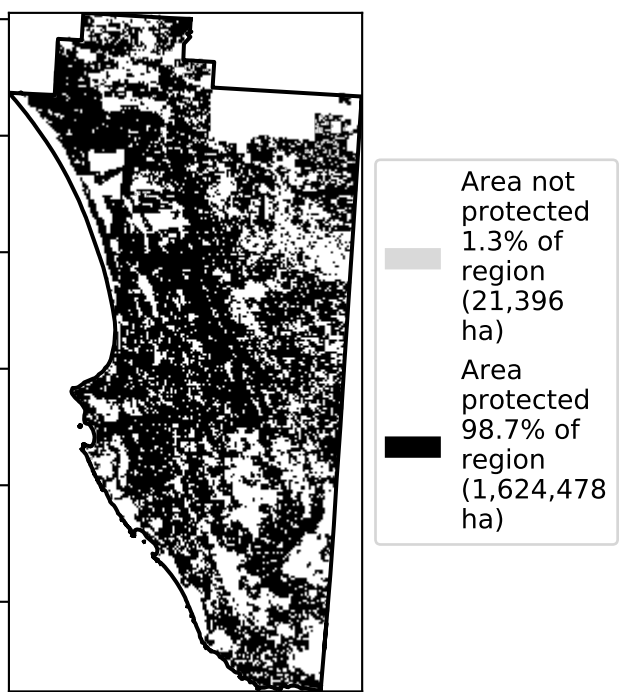 Area not
protected
1.3% of
region
(21,396
ha)
Area
protected
98.7% of
region
(1,624,478
ha)